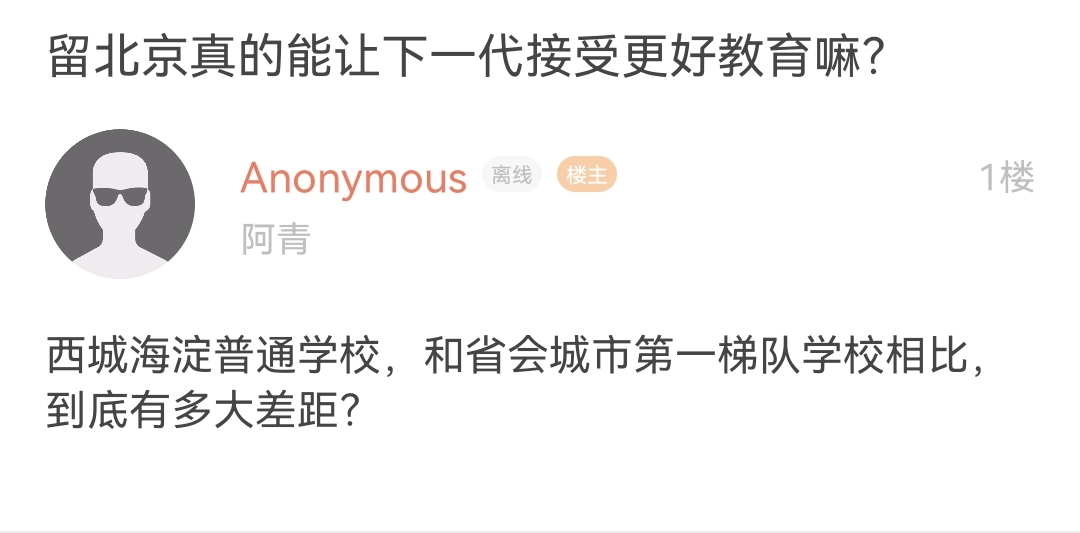 留北京真的能让下一代接受更好教育嘛？
Anonymous 离线 楼主 1楼
阿青
西城海淀普通学校，和省会城市第一梯队学校相比，
到底有多大差距？